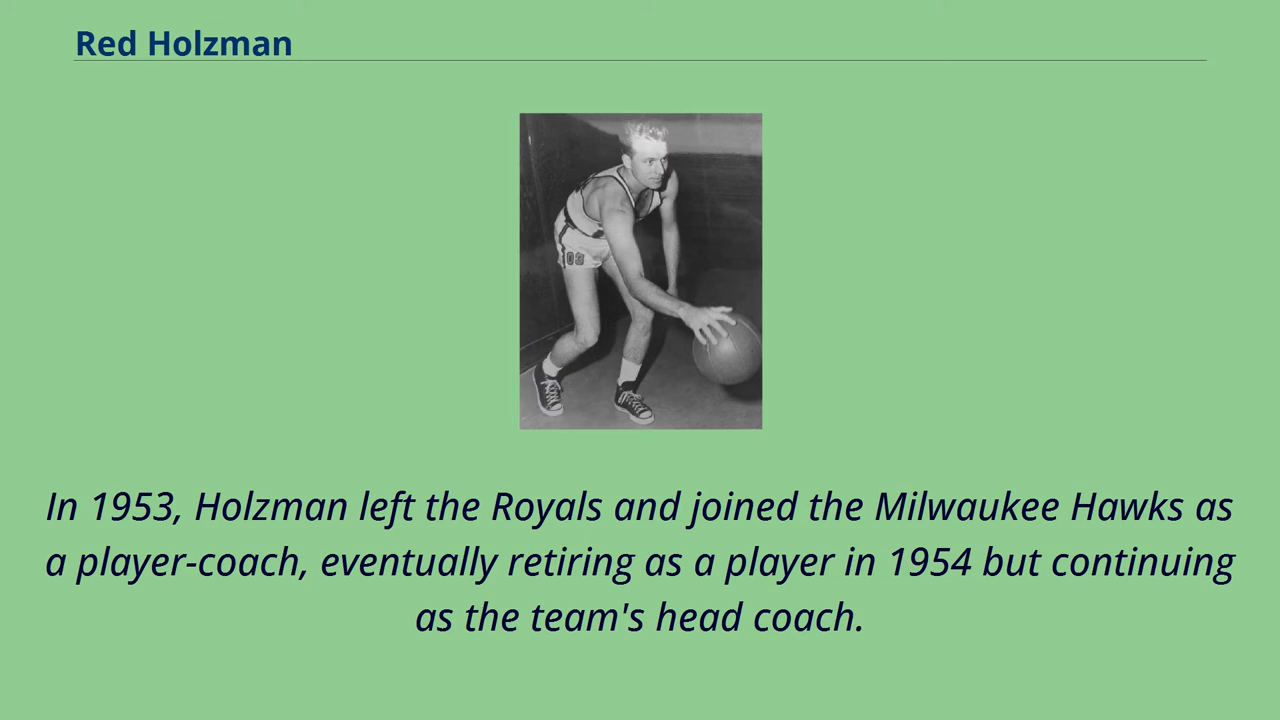 Red Holzman
In 1953, Holzman left the Royals and joined the Milwaukee Hawks as
a player-coach, eventually retiring as a player in 1954 but continuing
as the team's head coach.